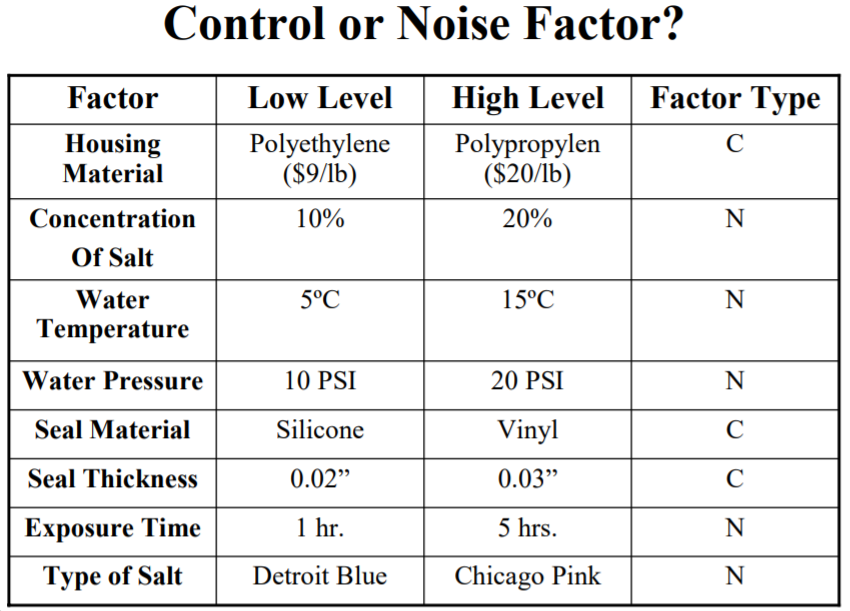 Control or Noise Factor?
Factor Low Level High Level Factor Type
Housing Material Polyethylene ($9/lb) Polypropylen ($20/lb) C
Concentration Of Salt 10% 20% N
Water Temperature 5ºC 15ºC N
Water Pressure 10 PSI 20 PSI N
Seal Material Silicone Vinyl C
Seal Thickness 0.02” 0.03” C
Exposure Time 1 hr. 5 hrs. N
Type of Salt Detroit Blue Chicago Pink N